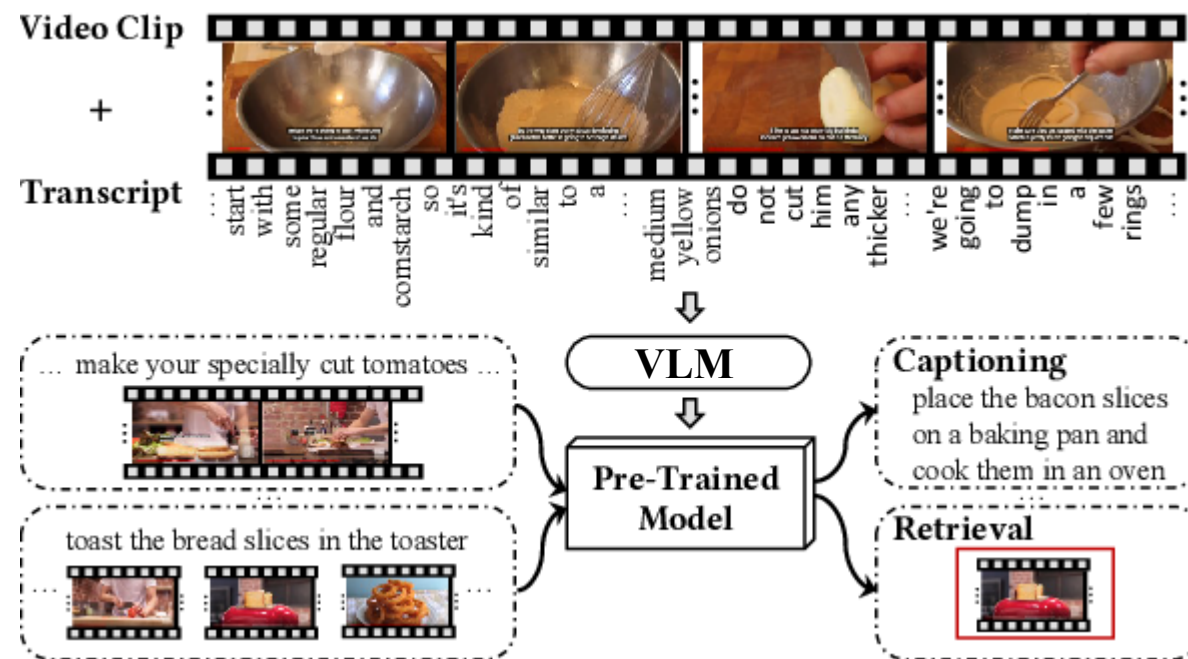 Video Clip
+
Transcript
... start with some regular flour and comstarch so it's kind of similar to a ... medium yellow onions do not cut him any thicker ... we're going to dump in a few rings ...
VLM
... make your specially cut tomatoes ...
Pre-Trained
Model
Captioning
place the bacon slices
on a baking pan and
cook them in an oven
...
toast the bread slices in the toaster
...
Retrieval